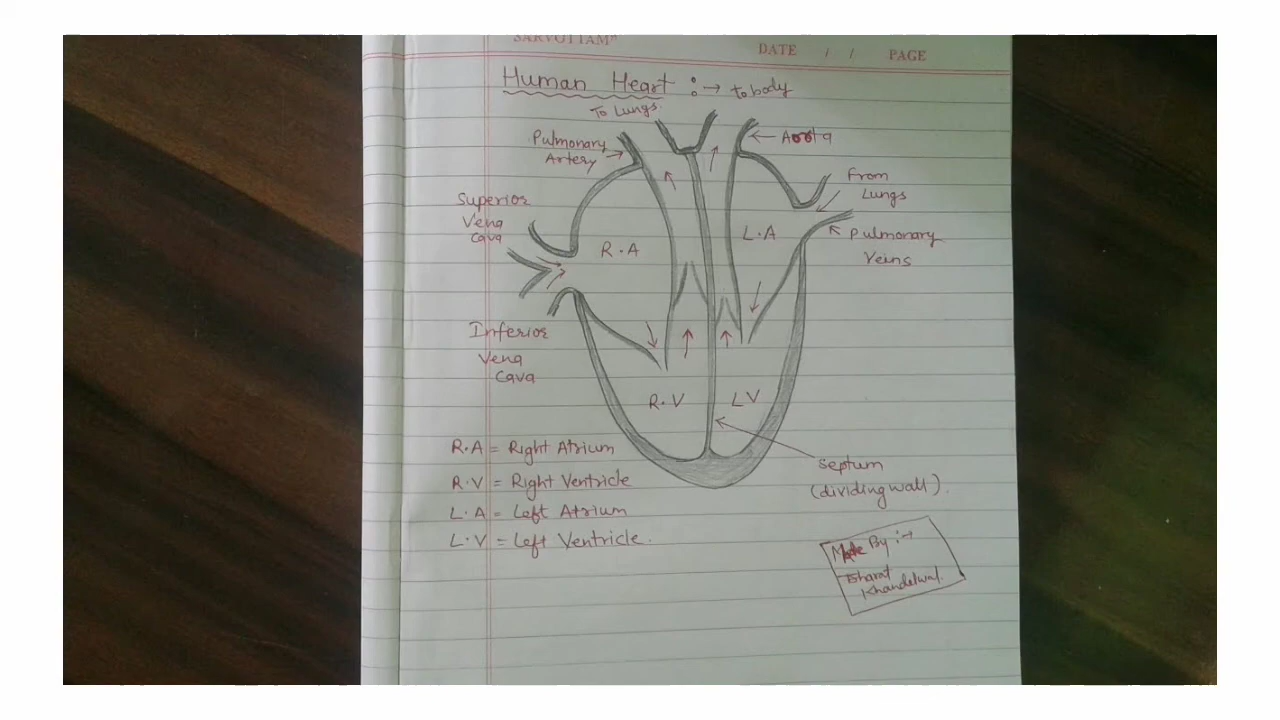 SARVOTTAM
DATE / / PAGE
Human Heart :→ to body
To Lungs
Pulmonary
Artery
Aorta
From
Lungs
Superior
Vena
Cava
R.A
L.A
Pulmonary
Veins
Inferior
Vena
Cava
R.V
LV
R.A = Right Atrium
R.V = Right Ventricle
L.A = Left Atrium
L.V = Left Ventricle.
Septum
(dividing wall).
Made By :→
Bharat
Khandelwal.